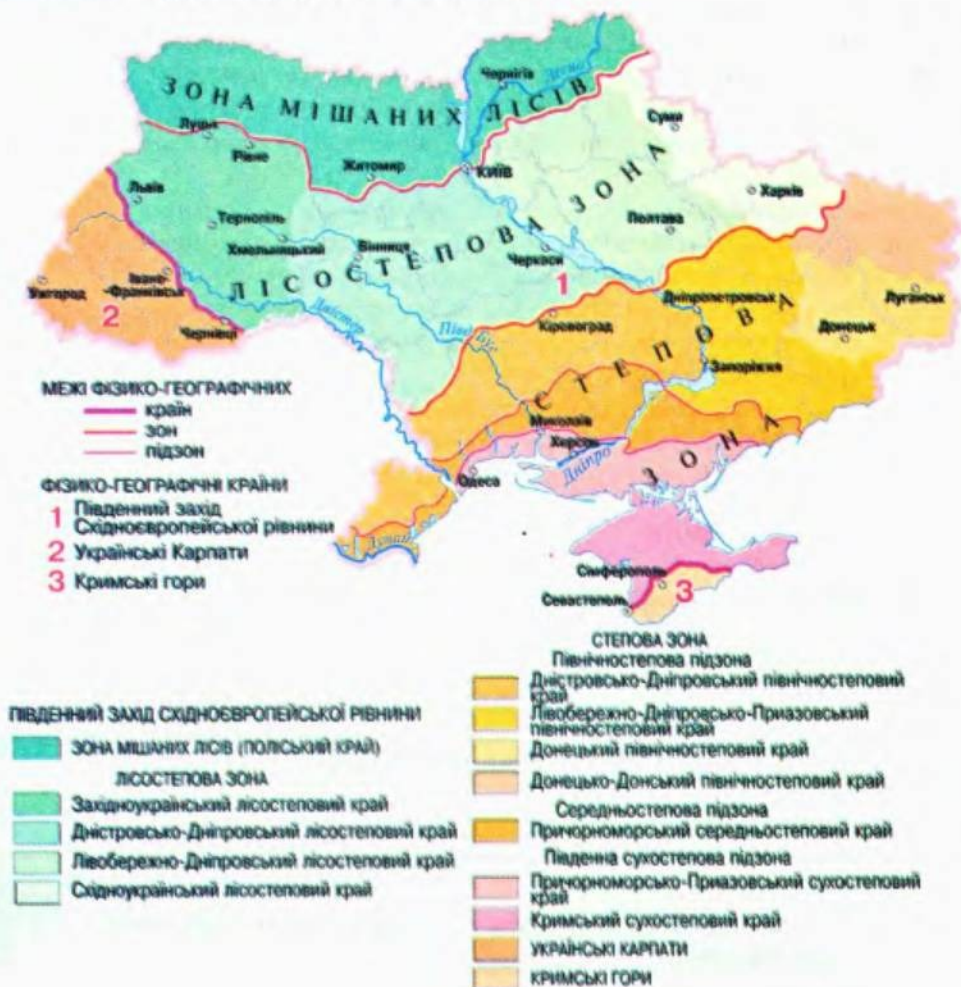 ЗОНА МІШАНИХ ЛІСІВ
Чернігів
Десна
Луцьк
Рівне
Житомир
КИЇВ
Суми
Харків
Львів
Тернопіль
Хмельницький
Вінниця
ЛІСОСТЕПОВА ЗОНА
Черкаси
Полтава
1
Ужгород
Івано-
-Франківськ
2
Чернівці
Дністер
Півд. Буг
Кіровоград
Дніпропетровськ
Луганськ
Донецьк
Запоріжжя
СТЕПОВА ЗОНА
Миколаїв
Херсон
Дніпро
Одеса
Дунай
Сімферополь
Севастополь
3
МЕЖІ ФІЗИКО-ГЕОГРАФІЧНИХ
країн
зон
підзон
ФІЗИКО-ГЕОГРАФІЧНІ КРАЇНИ
1 Південний захід
Східноєвропейської рівнини
2 Українські Карпати
3 Кримські гори
ПІВДЕННИЙ ЗАХІД СХІДНОЄВРОПЕЙСЬКОЇ РІВНИНИ
ЗОНА МІШАНИХ ЛІСІВ (ПОЛІСЬКИЙ КРАЙ)
ЛІСОСТЕПОВА ЗОНА
Західноукраїнський лісостеповий край
Дністровсько-Дніпровський лісостеповий край
Лівобережно-Дніпровський лісостеповий край
Східноукраїнський лісостеповий край
СТЕПОВА ЗОНА
Північностепова підзона
Дністровсько-Дніпровський північностеповий
край
Лівобережно-Дніпровсько-Приазовський
північностеповий край
Донецький північностеповий край
Донецько-Донський північностеповий край
Середньостепова підзона
Причорноморський середньостеповий край
Південна сухостепова підзона
Причорноморсько-Приазовський сухостеповий
край
Кримський сухостеповий край
УКРАЇНСЬКІ КАРПАТИ
КРИМСЬКІ ГОРИ